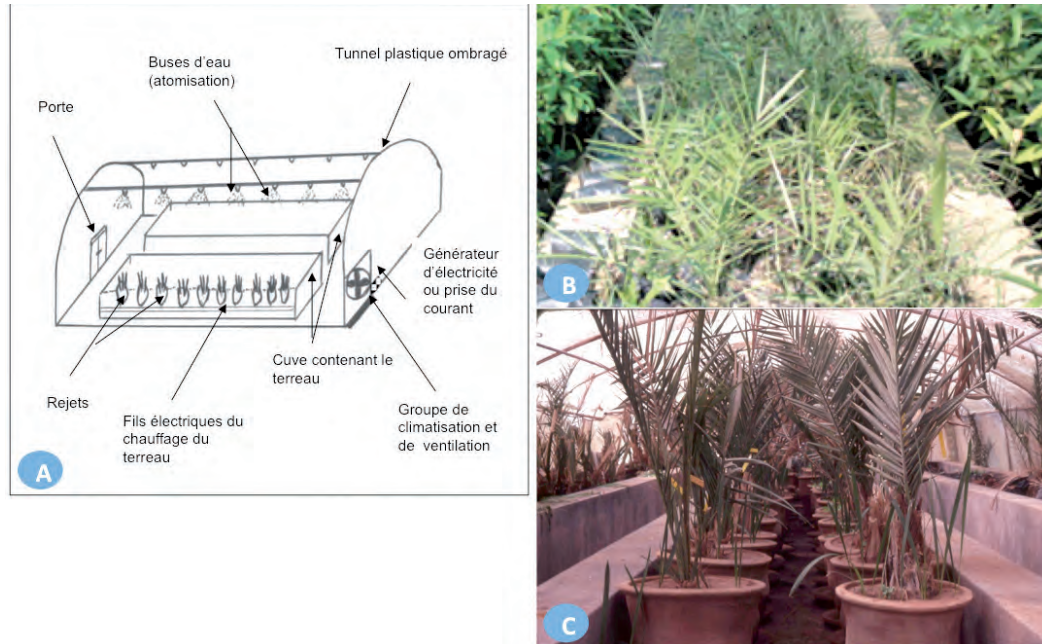 Tunnel plastique ombragé
Buses d'eau
(atomisation)
Porte
Générateur
d'électricité
ou prise du
courant
Cuve contenant le
terreau
Rejets
Fils électriques du
chauffage du
terreau
Groupe de
climatisation et
de ventilation
A
B
C